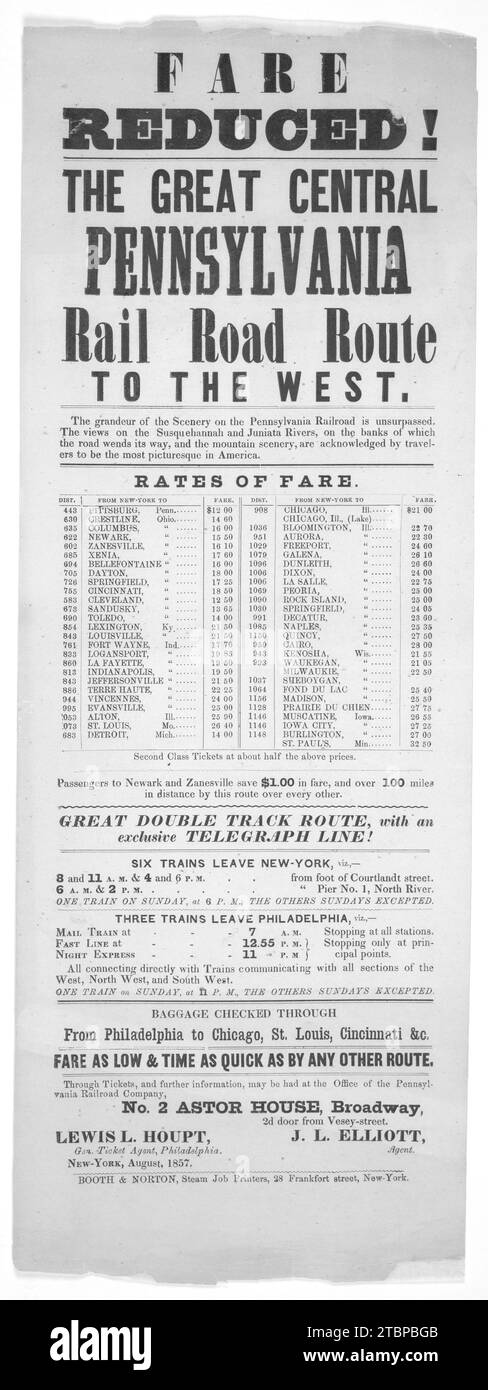 FARE
REDUCED!
THE GREAT CENTRAL
PENNSYLVANIA
Rail Road Route
TO THE WEST.
The grandeur of the Scenery on the Pennsylvania Railroad is unsurpassed.
The views on the Susquehannah and Juniata Rivers, on the banks of which
the road wends its way, and the mountain scenery, are acknowledged by travel-
ers to be the most picturesque in America.
RATES OF FARE.
DIST. FROM NEW-YORK TO FARE. DIST. FROM NEW-YORK TO FARE.
443 PITTSBURG, Penn. $12 00 908 CHICAGO, Ill. $21 00
630 CRESTLINE, Ohio. 14 60 CHICAGO, Ill., (Lake)
635 COLUMBUS, " 16 00 1036 BLOOMINGTON, Ill. 22 70
622 NEWARK, " 15 50 951 AURORA, " 22 30
602 ZANESVILLE, " 16 10 1029 FREEPORT, " 24 60
685 XENIA, " 17 60 1079 GALENA, " 26 10
694 BELLEFONTAINE " 16 00 1096 DUNLEITH, " 26 60
705 DAYTON, " 18 00 1006 DIXON, " 24 00
726 SPRINGFIELD, " 17 25 1006 LA SALLE, " 22 75
755 CINCINNATI, " 18 50 1069 PEORIA, " 25 00
583 CLEVELAND, " 12 50 1090 ROCK ISLAND, " 25 00
673 SANDUSKY, " 13 65 1030 SPRINGFIELD, " 24 05
690 TOLEDO, " 14 00 991 DECATUR, " 23 60
854 LEXINGTON, Ky. 21 50 1085 NAPLES, " 25 35
843 LOUISVILLE, " 21 50 QUINCY, " 27 50
761 FORT WAYNE, Ind. 17 70 959 CAIRO, " 28 00
833 LOGANSPORT, " 943 KENOSHA, Wis. 21 55
860 LA FAYETTE, " 19 50 993 WAUKEGAN, " 21 05
813 INDIANAPOLIS, " 19 50 MILWAUKIE, " 22 50
843 JEFFERSONVILLE " 21 50 1037 SHEBOYGAN, "
886 TERRE HAUTE, " 22 25 1064 FOND DU LAC " 25 40
944 VINCENNES, " 24 00 1156 MADISON, " 25 50
995 EVANSVILLE, " 25 00 1128 PRAIRIE DU CHIEN 27 75
053 ALTON, Ill. 25 90 1146 MUSCATINE, Iowa. 26 55
073 ST. LOUIS, Mo. 26 40 1146 IOWA CITY, " 27 25
683 DETROIT, Mich. 14 00 1148 BURLINGTON, " 27 00
ST. PAUL'S, Min. 32 50
Second Class Tickets at about half the above prices.
Passengers to Newark and Zanesville save $1.00 in fare, and over 100 miles
in distance by this route over every other.
GREAT DOUBLE TRACK ROUTE, with an
exclusive TELEGRAPH LINE!
SIX TRAINS LEAVE NEW-YORK, viz,—
8 and 11 A. M. & 4 and 6 P. M. . . from foot of Courtlandt street.
6 A. M. & 2 P. M. . . . . . " Pier No. 1, North River.
ONE TRAIN ON SUNDAY, at 6 P. M., THE OTHERS SUNDAYS EXCEPTED.
THREE TRAINS LEAVE PHILADELPHIA, viz,—
MAIL TRAIN at - - - 7 A. M. Stopping at all stations.
FAST LINE at - - - 12.55 P. M. } Stopping only at prin-
NIGHT EXPRESS - - - 11 " P. M } cipal points.
All connecting directly with Trains communicating with all sections of the
West, North West, and South West.
ONE TRAIN on SUNDAY, at 11 P. M., THE OTHERS SUNDAYS EXCEPTED.
BAGGAGE CHECKED THROUGH
From Philadelphia to Chicago, St. Louis, Cincinnati &c.
FARE AS LOW & TIME AS QUICK AS BY ANY OTHER ROUTE.
Through Tickets, and further information, may be had at the Office of the Pennsyl-
vania Railroad Company,
No. 2 ASTOR HOUSE, Broadway,
2d door from Vesey-street.
LEWIS L. HOUPT, J. L. ELLIOTT,
Gen. Ticket Agent, Philadelphia. Agent.
NEW-YORK, August, 1857.
BOOTH & NORTON, Steam Job Printers, 28 Frankfort street, New-York.
alamy
Image ID: 2TBPBGB
www.alamy.com